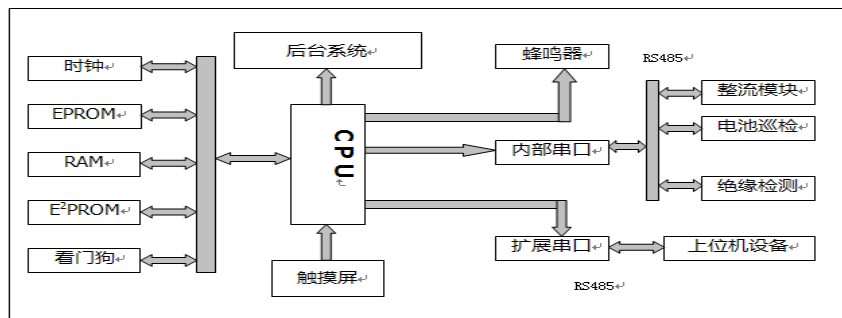 后台系统
蜂鸣器
RS485
时钟
整流模块
EPROM
电池巡检
CPU
内部串口
RAM
绝缘检测
E²PROM
扩展串口
上位机设备
看门狗
触摸屏
RS485